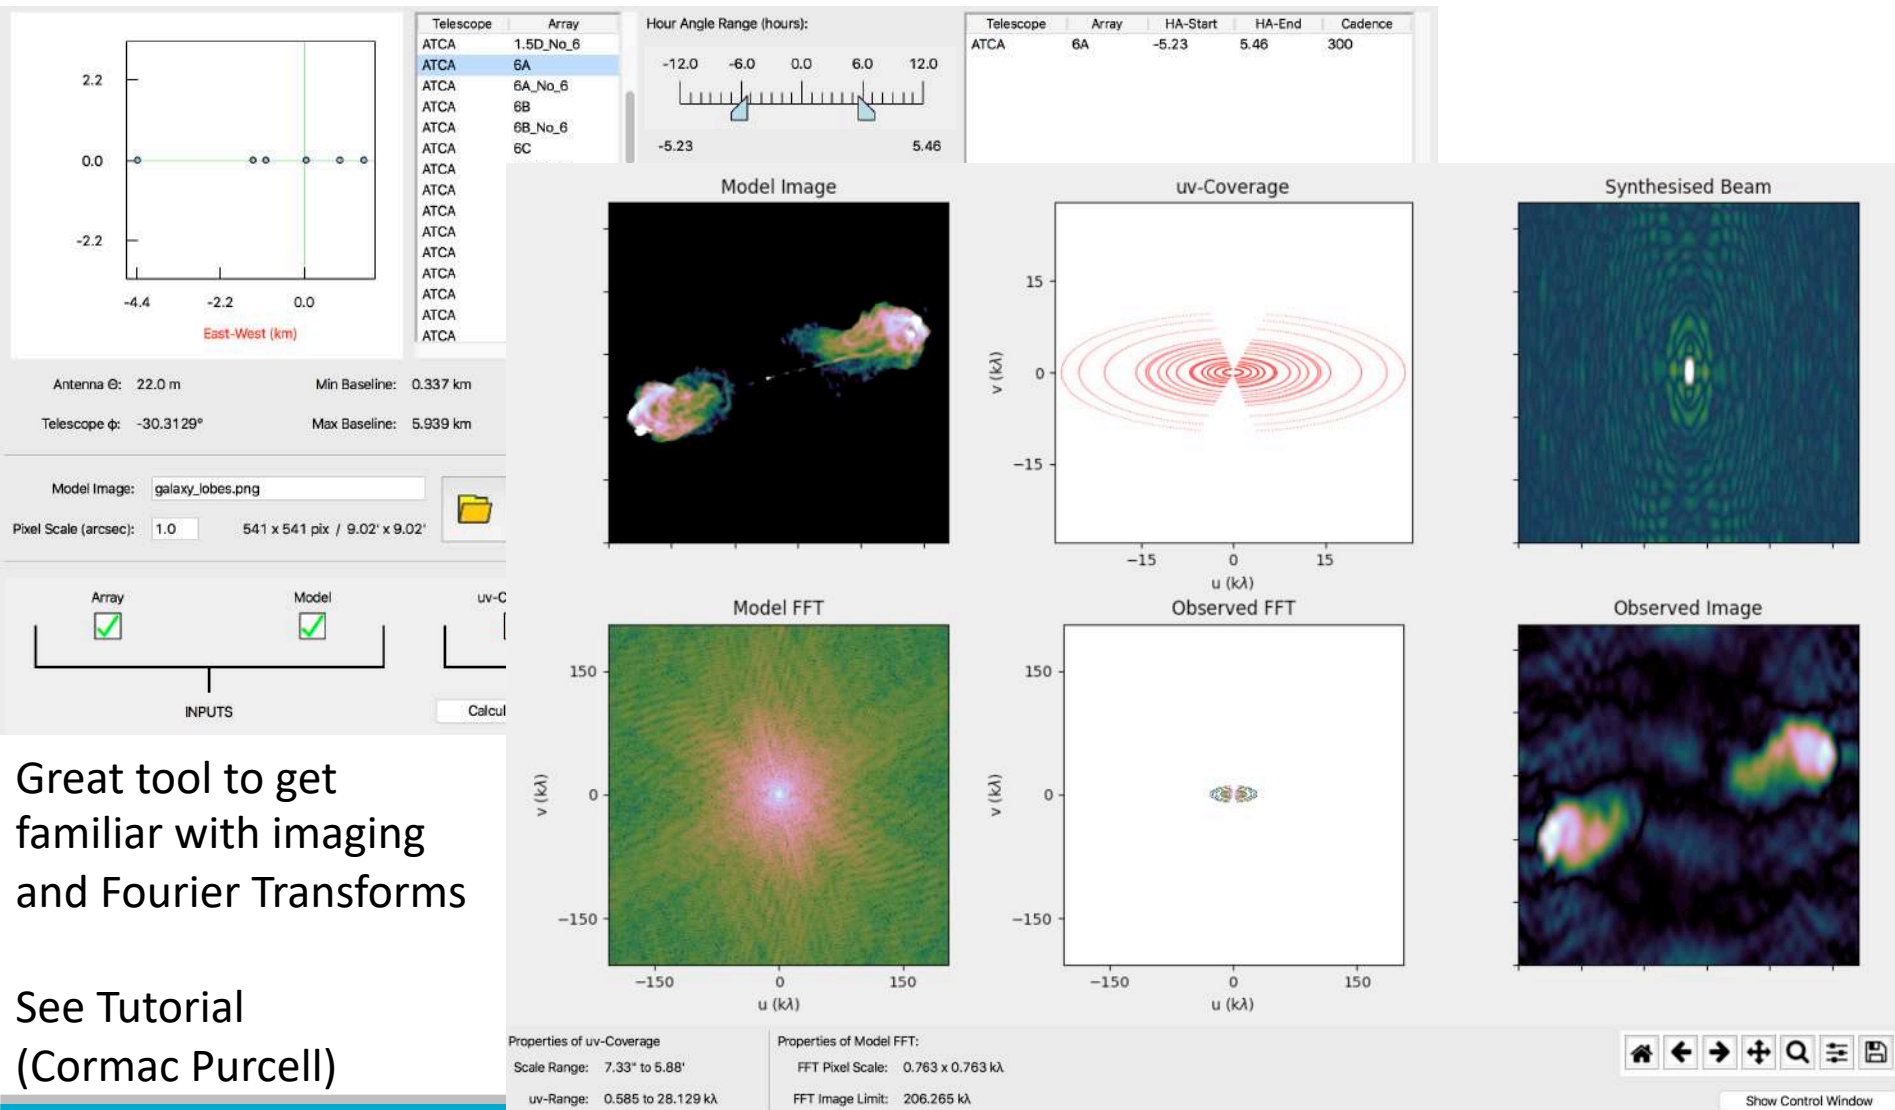 Telescope Array
ATCA 1.5D_No_6
ATCA 6A
ATCA 6A_No_6
ATCA 6B
ATCA 6B_No_6
ATCA 6C
ATCA
ATCA
ATCA
ATCA
ATCA
ATCA
ATCA
ATCA
ATCA
2.2
0.0
-2.2
-4.4 -2.2 0.0
East-West (km)
Hour Angle Range (hours):
-12.0 -6.0 0.0 6.0 12.0
-5.23 5.46
Telescope Array HA-Start HA-End Cadence
ATCA 6A -5.23 5.46 300
Antenna Θ: 22.0 m Min Baseline: 0.337 km
Telescope ϕ: -30.3129° Max Baseline: 5.939 km
Model Image: galaxy_lobes.png
Pixel Scale (arcsec): 1.0 541 x 541 pix / 9.02' x 9.02'
Array Model uv-C
INPUTS
Calcul
Model Image
uv-Coverage
15
0
−15
v (kλ)
−15 0 15
u (kλ)
Synthesised Beam
Model FFT
150
0
−150
v (kλ)
−150 0 150
u (kλ)
Observed FFT
150
0
−150
v (kλ)
−150 0 150
u (kλ)
Observed Image
Great tool to get
familiar with imaging
and Fourier Transforms
See Tutorial
(Cormac Purcell)
Properties of uv-Coverage
Scale Range: 7.33" to 5.88'
uv-Range: 0.585 to 28.129 kλ
Properties of Model FFT:
FFT Pixel Scale: 0.763 x 0.763 kλ
FFT Image Limit: 206.265 kλ
Show Control Window